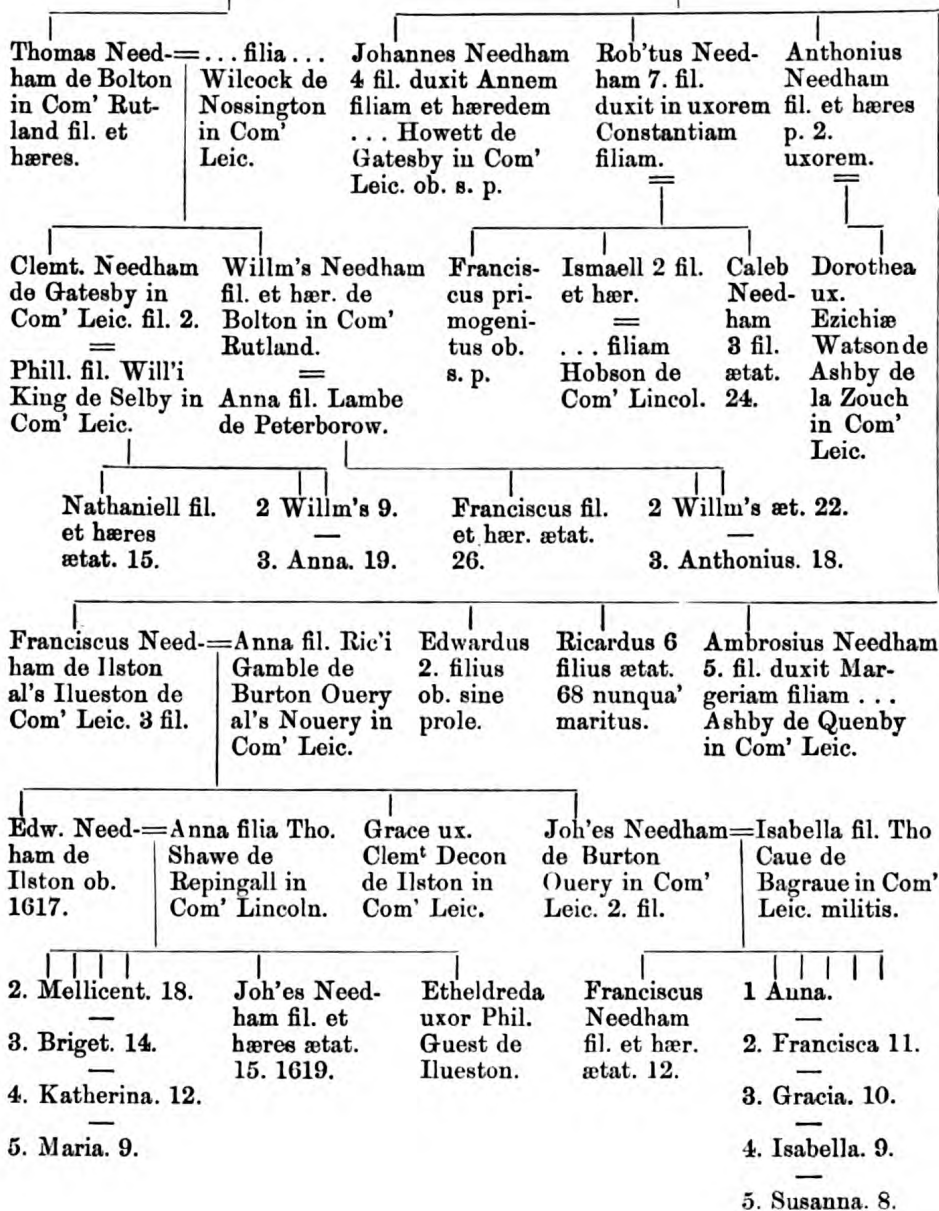 Thomas Need-
ham de Bolton
in Com' Rut-
land fil. et
hæres.
=
... filia ...
Wilcock de
Nossington
in Com'
Leic.
Johannes Needham
4 fil. duxit Annem
filiam et hæredem
... Howett de
Gatesby in Com'
Leic. ob. s. p.
Rob'tus Need-
ham 7. fil.
duxit in uxorem
Constantiam
filiam.
=
Anthonius
Needham
fil. et hæres
p. 2.
uxorem.
=
Clemt. Needham
de Gatesby in
Com' Leic. fil. 2.
=
Phill. fil. Will'i
King de Selby in
Com' Leic.
Willm's Needham
fil. et hær. de
Bolton in Com'
Rutland.
=
Anna fil. Lambe
de Peterborow.
Francis-
cus pri-
mogeni-
tus ob.
s. p.
Ismaell 2 fil.
et hær.
=
... filiam
Hobson de
Com' Lincol.
Caleb
Need-
ham
3 fil.
ætat.
24.
Dorothea
ux.
Ezichiæ
Watson de
Ashby de
la Zouch
in Com'
Leic.
Nathaniell fil.
et hæres
ætat. 15.
2 Willm's 9.
—
3. Anna. 19.
Franciscus fil.
et hær. ætat.
26.
2 Willm's æt. 22.
—
3. Anthonius. 18.
Franciscus Need-
ham de Ilston
al's Ilueston de
Com' Leic. 3 fil.
=
Anna fil. Ric'i
Gamble de
Burton Ouery
al's Nouery in
Com' Leic.
Edwardus
2. filius
ob. sine
prole.
Ricardus 6
filius ætat.
68 nunqua'
maritus.
Ambrosius Needham
5. fil. duxit Mar-
geriam filiam ...
Ashby de Quenby
in Com' Leic.
Edw. Need-
ham de
Ilston ob.
1617.
=
Anna filia Tho.
Shawe de
Repingall in
Com' Lincoln.
Grace ux.
Clemᵗ Decon
de Ilston in
Com' Leic.
Joh'es Needham
de Burton
Ouery in Com'
Leic. 2. fil.
=
Isabella fil. Tho
Caue de
Bagraue in Com'
Leic. militis.
2. Mellicent. 18.
—
3. Briget. 14.
—
4. Katherina. 12.
—
5. Maria. 9.
Joh'es Need-
ham fil. et
hæres ætat.
15. 1619.
Etheldreda
uxor Phil.
Guest de
Ilueston.
Franciscus
Needham
fil. et hær.
ætat. 12.
1 Anna.
—
2. Francisca 11.
—
3. Gracia. 10.
—
4. Isabella. 9.
—
5. Susanna. 8.